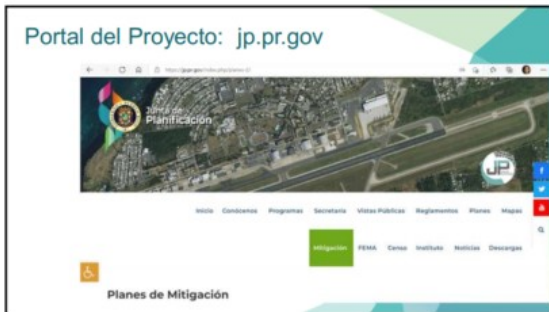 Portal del Proyecto: jp.pr.gov
Junta de
Planificación
JP
Inicio Conócenos Programas Secretaría Vistas Públicas Reglamentos Planes Mapas
Mitigación FEMA Censo Instituto Noticias Descargas
Planes de Mitigación